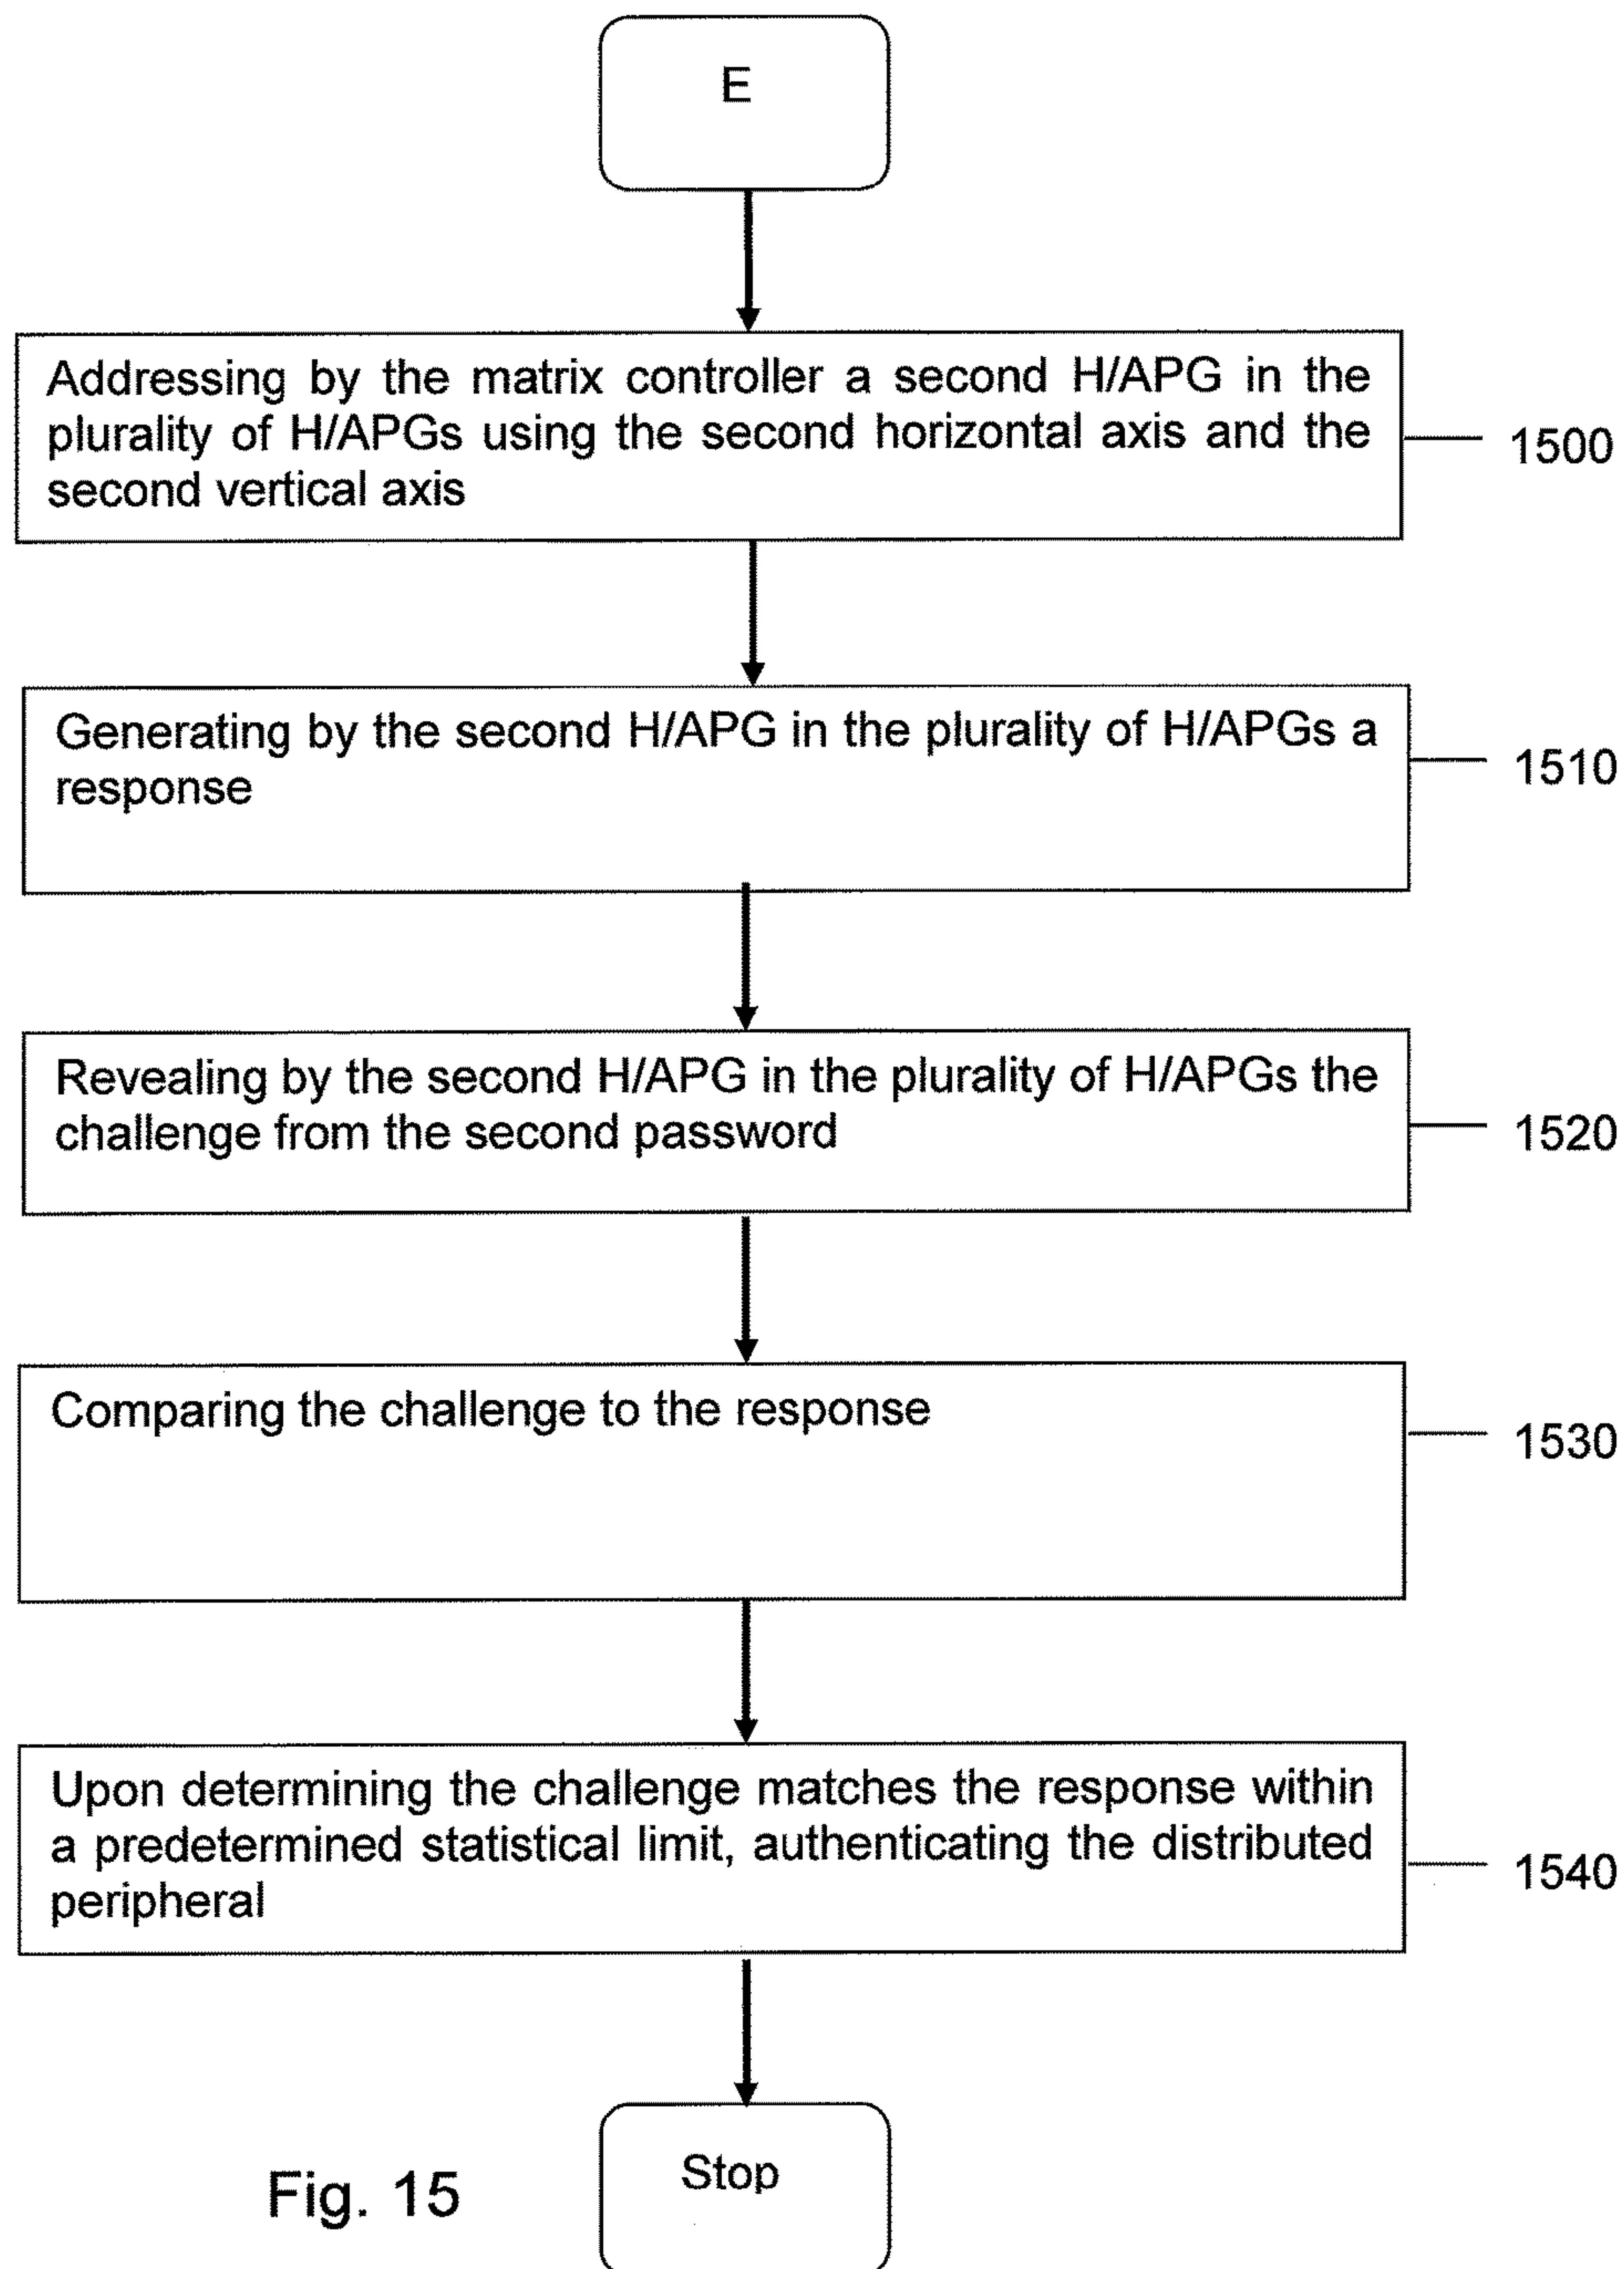 E
Addressing by the matrix controller a second H/APG in the
plurality of H/APGs using the second horizontal axis and the
second vertical axis
1500
Generating by the second H/APG in the plurality of H/APGs a
response
1510
Revealing by the second H/APG in the plurality of H/APGs the
challenge from the second password
1520
Comparing the challenge to the response
1530
Upon determining the challenge matches the response within
a predetermined statistical limit, authenticating the distributed
peripheral
1540
Stop
Fig. 15